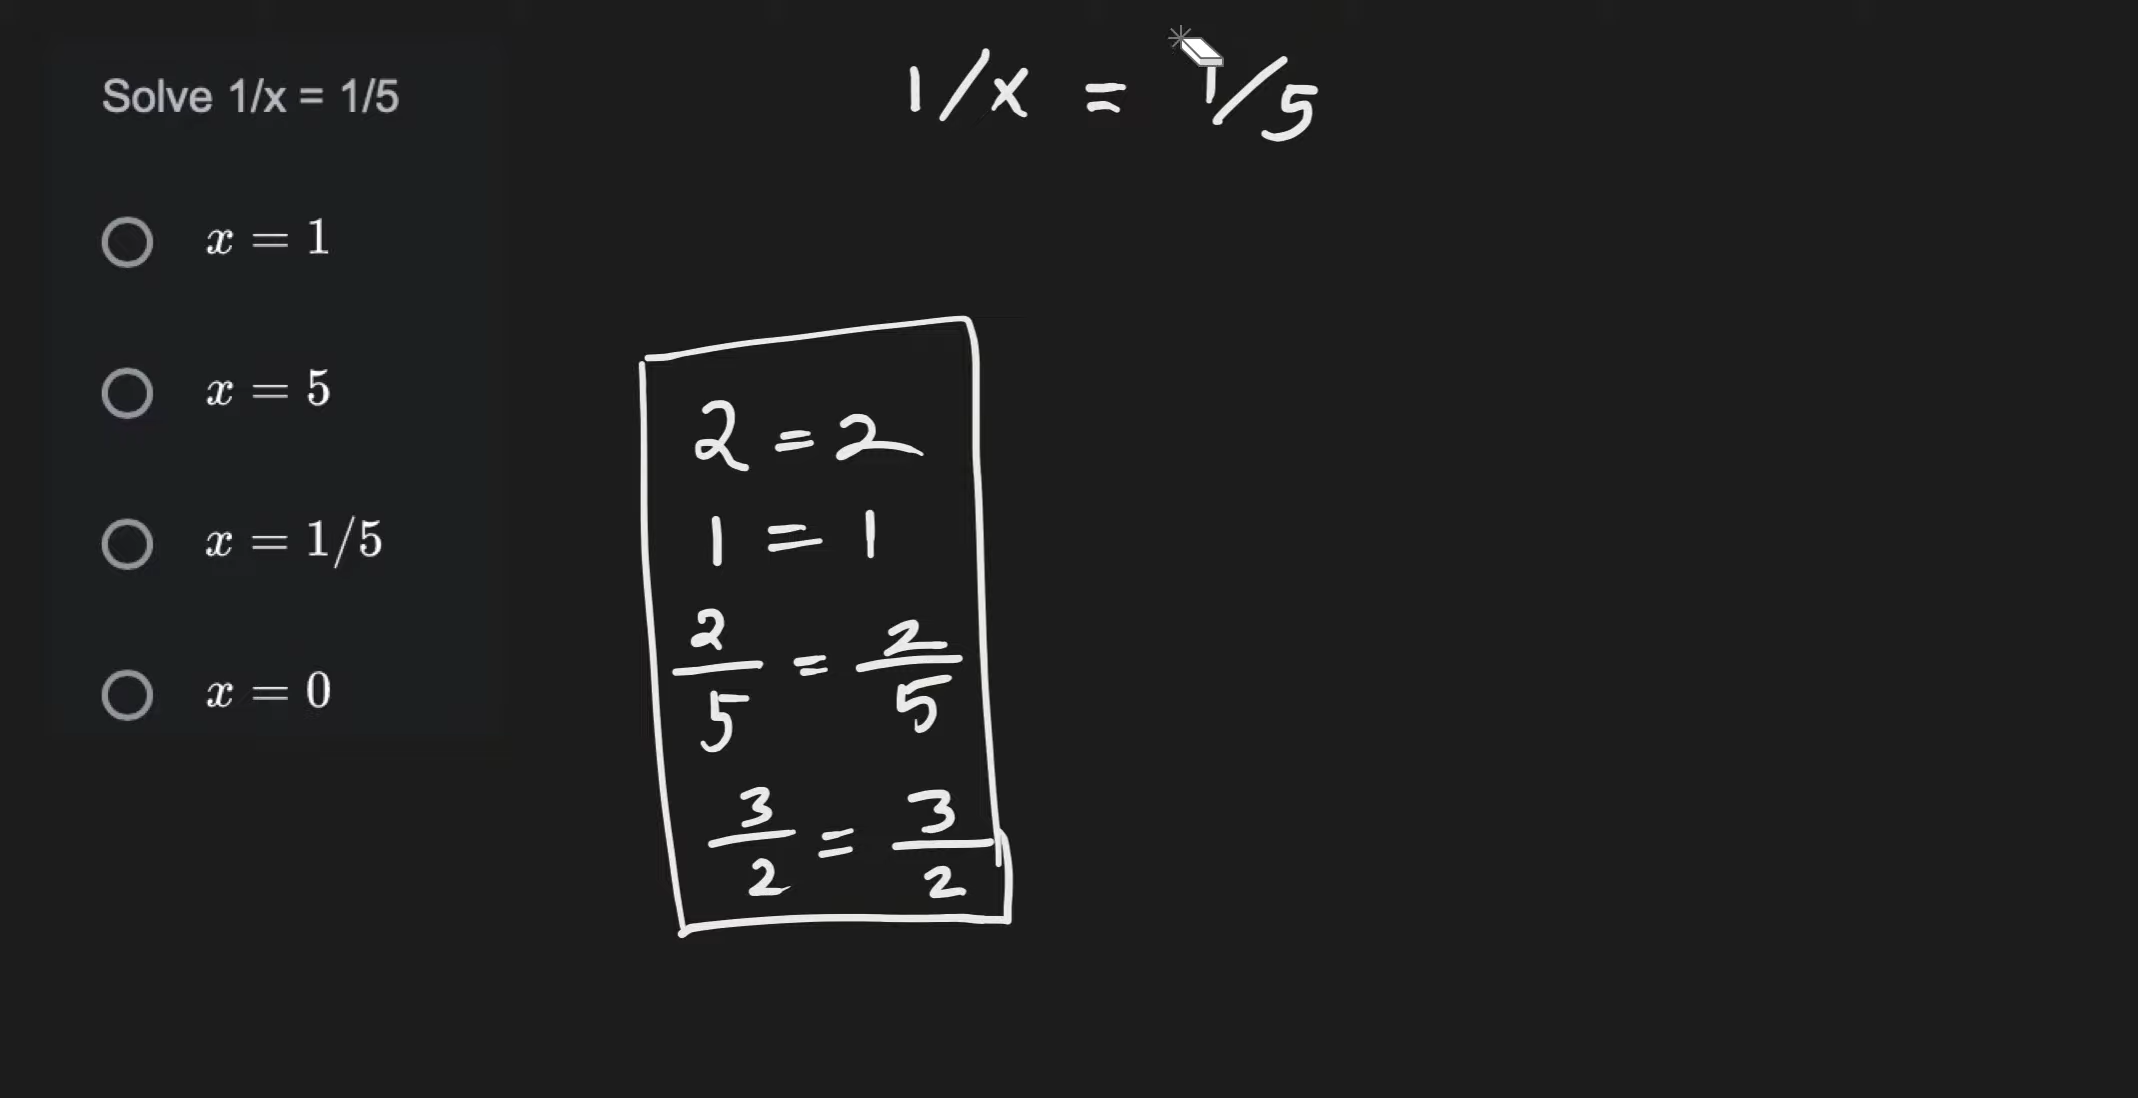 Solve 1/x = 1/5
x = 1
x = 5
x = 1/5
x = 0
1/x = 1/5
2 = 2
1 = 1
2/5 = 2/5
3/2 = 3/2